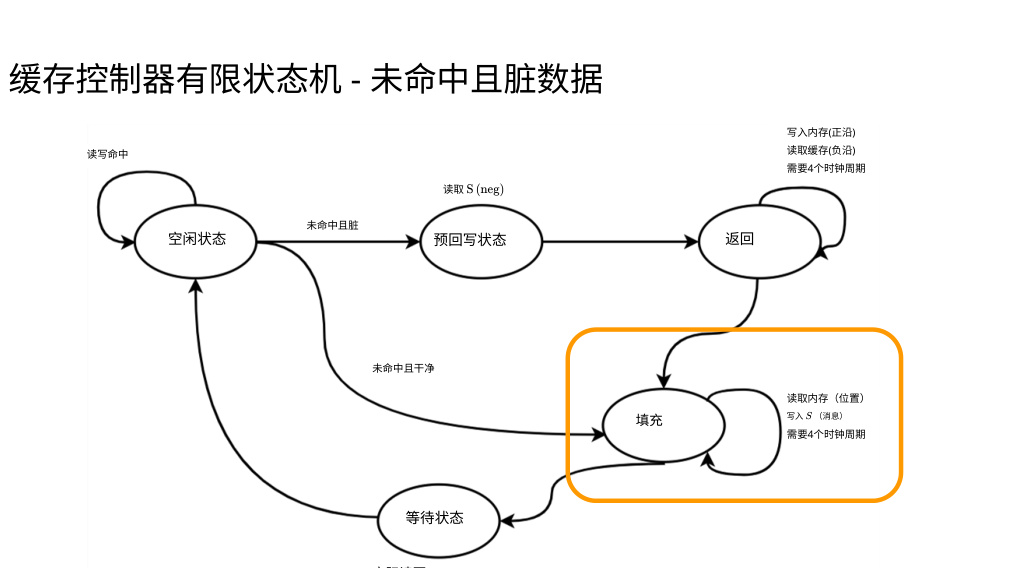 缓存控制器有限状态机 - 未命中且脏数据
写入内存(正沿)
读取缓存(负沿)
需要4个时钟周期
读写命中
读取 S (neg)
未命中且脏
空闲状态
预回写状态
返回
未命中且干净
读取内存（位置）
写入 S （消息）
需要4个时钟周期
填充
等待状态